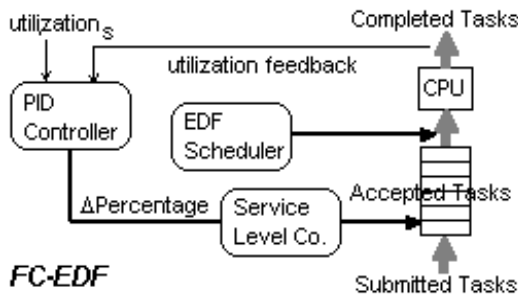 utilizations
Completed Tasks
utilization feedback
CPU
PID
Controller
EDF
Scheduler
Accepted Tasks
ΔPercentage
Service
Level Co.
FC-EDF
Submitted Tasks